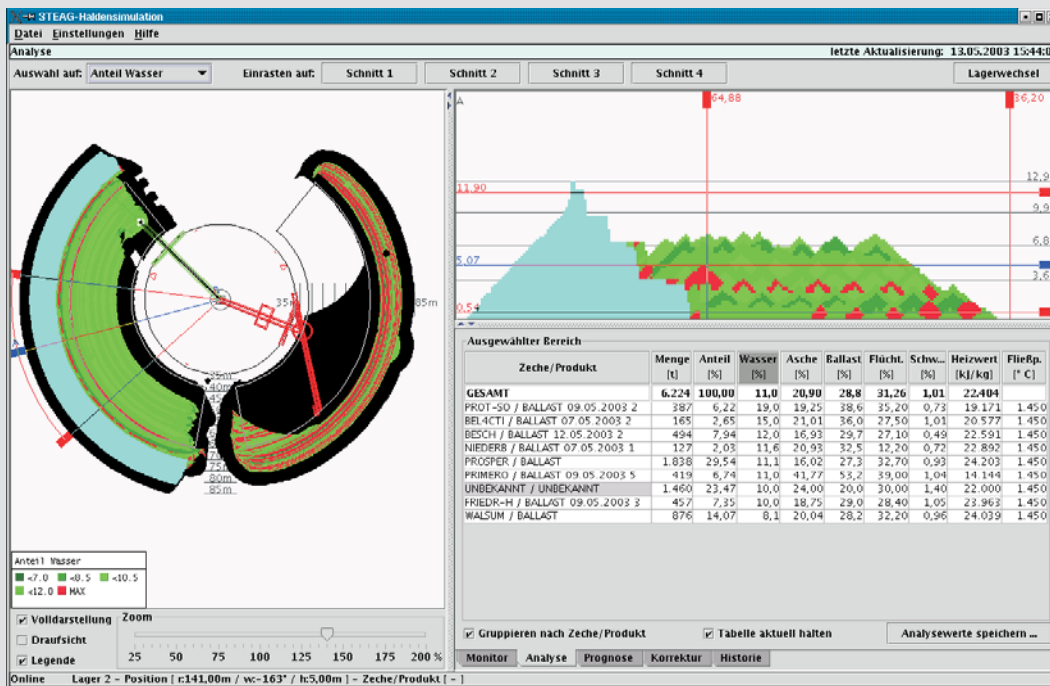 STEAG-Haldensimulation
Datei Einstellungen Hilfe
Analyse letzte Aktualisierung: 13.05.2003 15:44:0
Auswahl auf: Anteil Wasser Einrasten auf: Schnitt 1 Schnitt 2 Schnitt 3 Schnitt 4 Lagerwechsel
A 64,88 36,20
12,9
11,90
9,9
6,8
5,07
3,6
0,54
35m 85m
A
25m
40m
75m
80m
85m
Ausgewählter Bereich
Zeche/Produkt Menge [t] Anteil [%] Wasser [%] Asche [%] Ballast [%] Flücht. [%] Schw... [%] Heizwert [kJ/kg] Fließp. [° C]
GESAMT 6.224 100,00 11,0 20,90 28,8 31,26 1,01 22.404
PROT-SO / BALLAST 09.05.2003 2 387 6,22 19,0 19,25 38,6 35,20 0,73 19.171 1.450
BEL4CTI / BALLAST 07.05.2003 2 165 2,65 15,0 21,01 36,0 27,50 1,01 20.577 1.450
BESCH / BALLAST 12.05.2003 2 494 7,94 12,0 16,93 29,7 27,10 0,49 22.591 1.450
NIEDERB / BALLAST 07.05.2003 1 127 2,03 11,6 20,93 32,5 12,20 0,72 22.892 1.450
PROSPER / BALLAST 1.838 29,54 11,1 16,02 27,3 32,70 0,93 24.203 1.450
PRIMERO / BALLAST 09.05.2003 5 419 6,74 11,0 41,77 53,2 39,00 1,04 14.144 1.450
UNBEKANNT / UNBEKANNT 1.460 23,47 10,0 24,00 20,0 30,00 1,40 22.000 1.450
FRIEDR-H / BALLAST 09.05.2003 3 457 7,35 10,0 18,75 29,0 28,40 1,05 23.963 1.450
WALSUM / BALLAST 876 14,07 8,1 20,04 28,2 32,20 0,96 24.039 1.450
Anteil Wasser
<7.0 <8.5 <10.5
<12.0 MAX
Volldarstellung Zoom
Draufsicht
Legende 25 50 75 100 125 150 175 200 %
Gruppieren nach Zeche/Produkt Tabelle aktuell halten Analysewerte speichern ...
Monitor Analyse Prognose Korrektur Historie
Online Lager 2 - Position [ r:141,00m / w:-163° / h:5,00m ] - Zeche/Produkt [ - ]